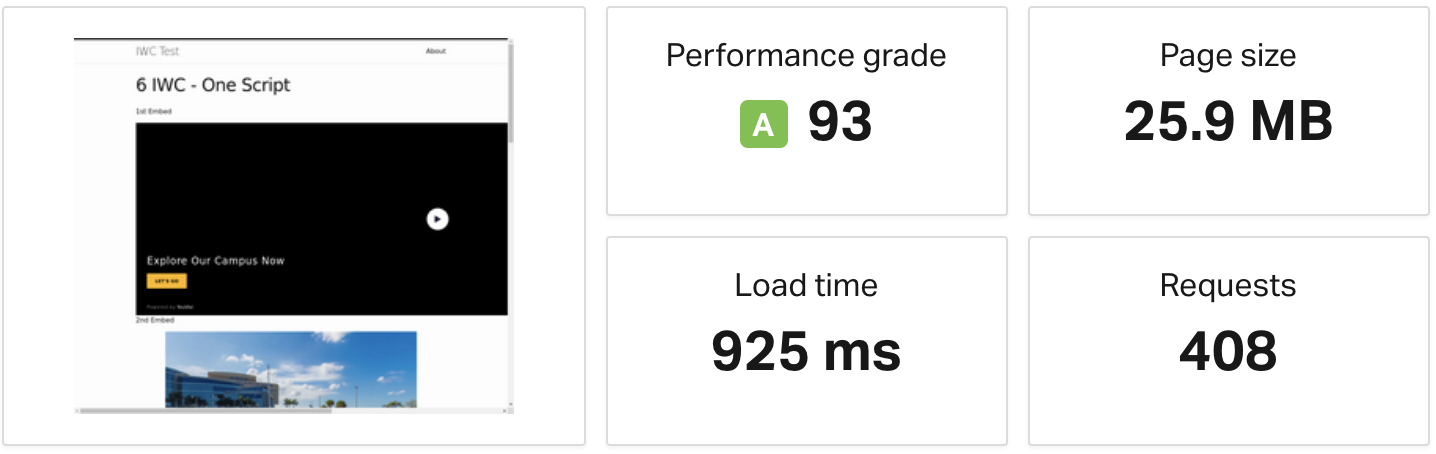 IWC Test
About
6 IWC - One Script
1st Embed
Explore Our Campus Now
LET'S GO
Powered by YouVisit
2nd Embed
Performance grade
A 93
Page size
25.9 MB
Load time
925 ms
Requests
408